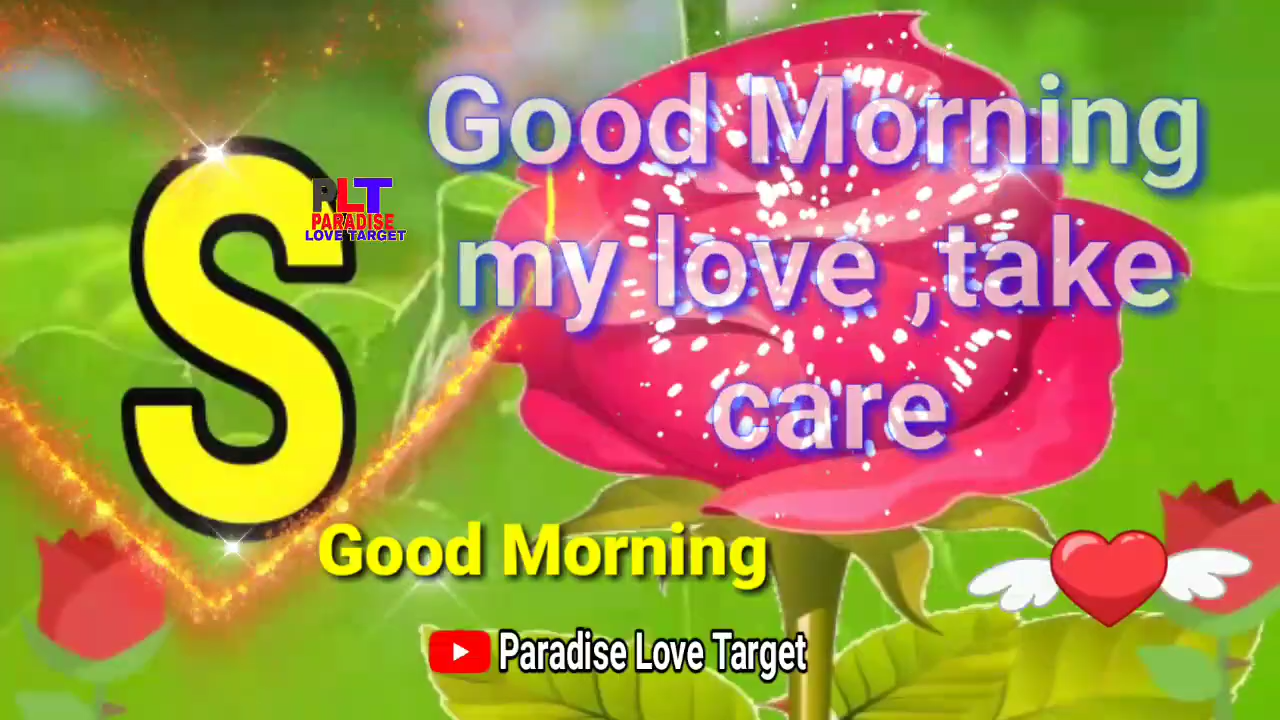 Good Morning
my love ,take
care
S
PLT
PARADISE
LOVE TARGET
Good Morning
Paradise Love Target